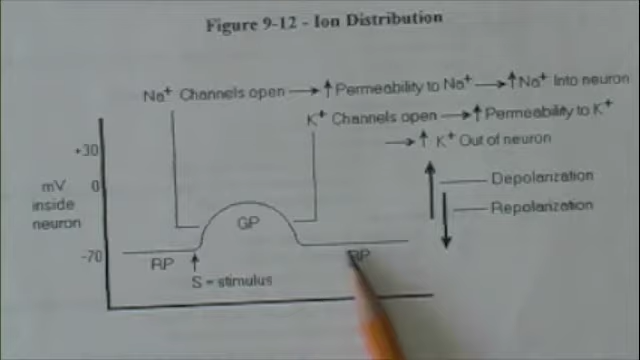 Figure 9-12 - Ion Distribution
Na⁺ Channels open → ↑ Permeability to Na⁺ → ↑ Na⁺ Into neuron
K⁺ Channels open → ↑ Permeability to K⁺
→ ↑ K⁺ Out of neuron
+30
mV
inside
neuron
0
-70
Depolarization
Repolarization
GP
RP
RP
S = stimulus